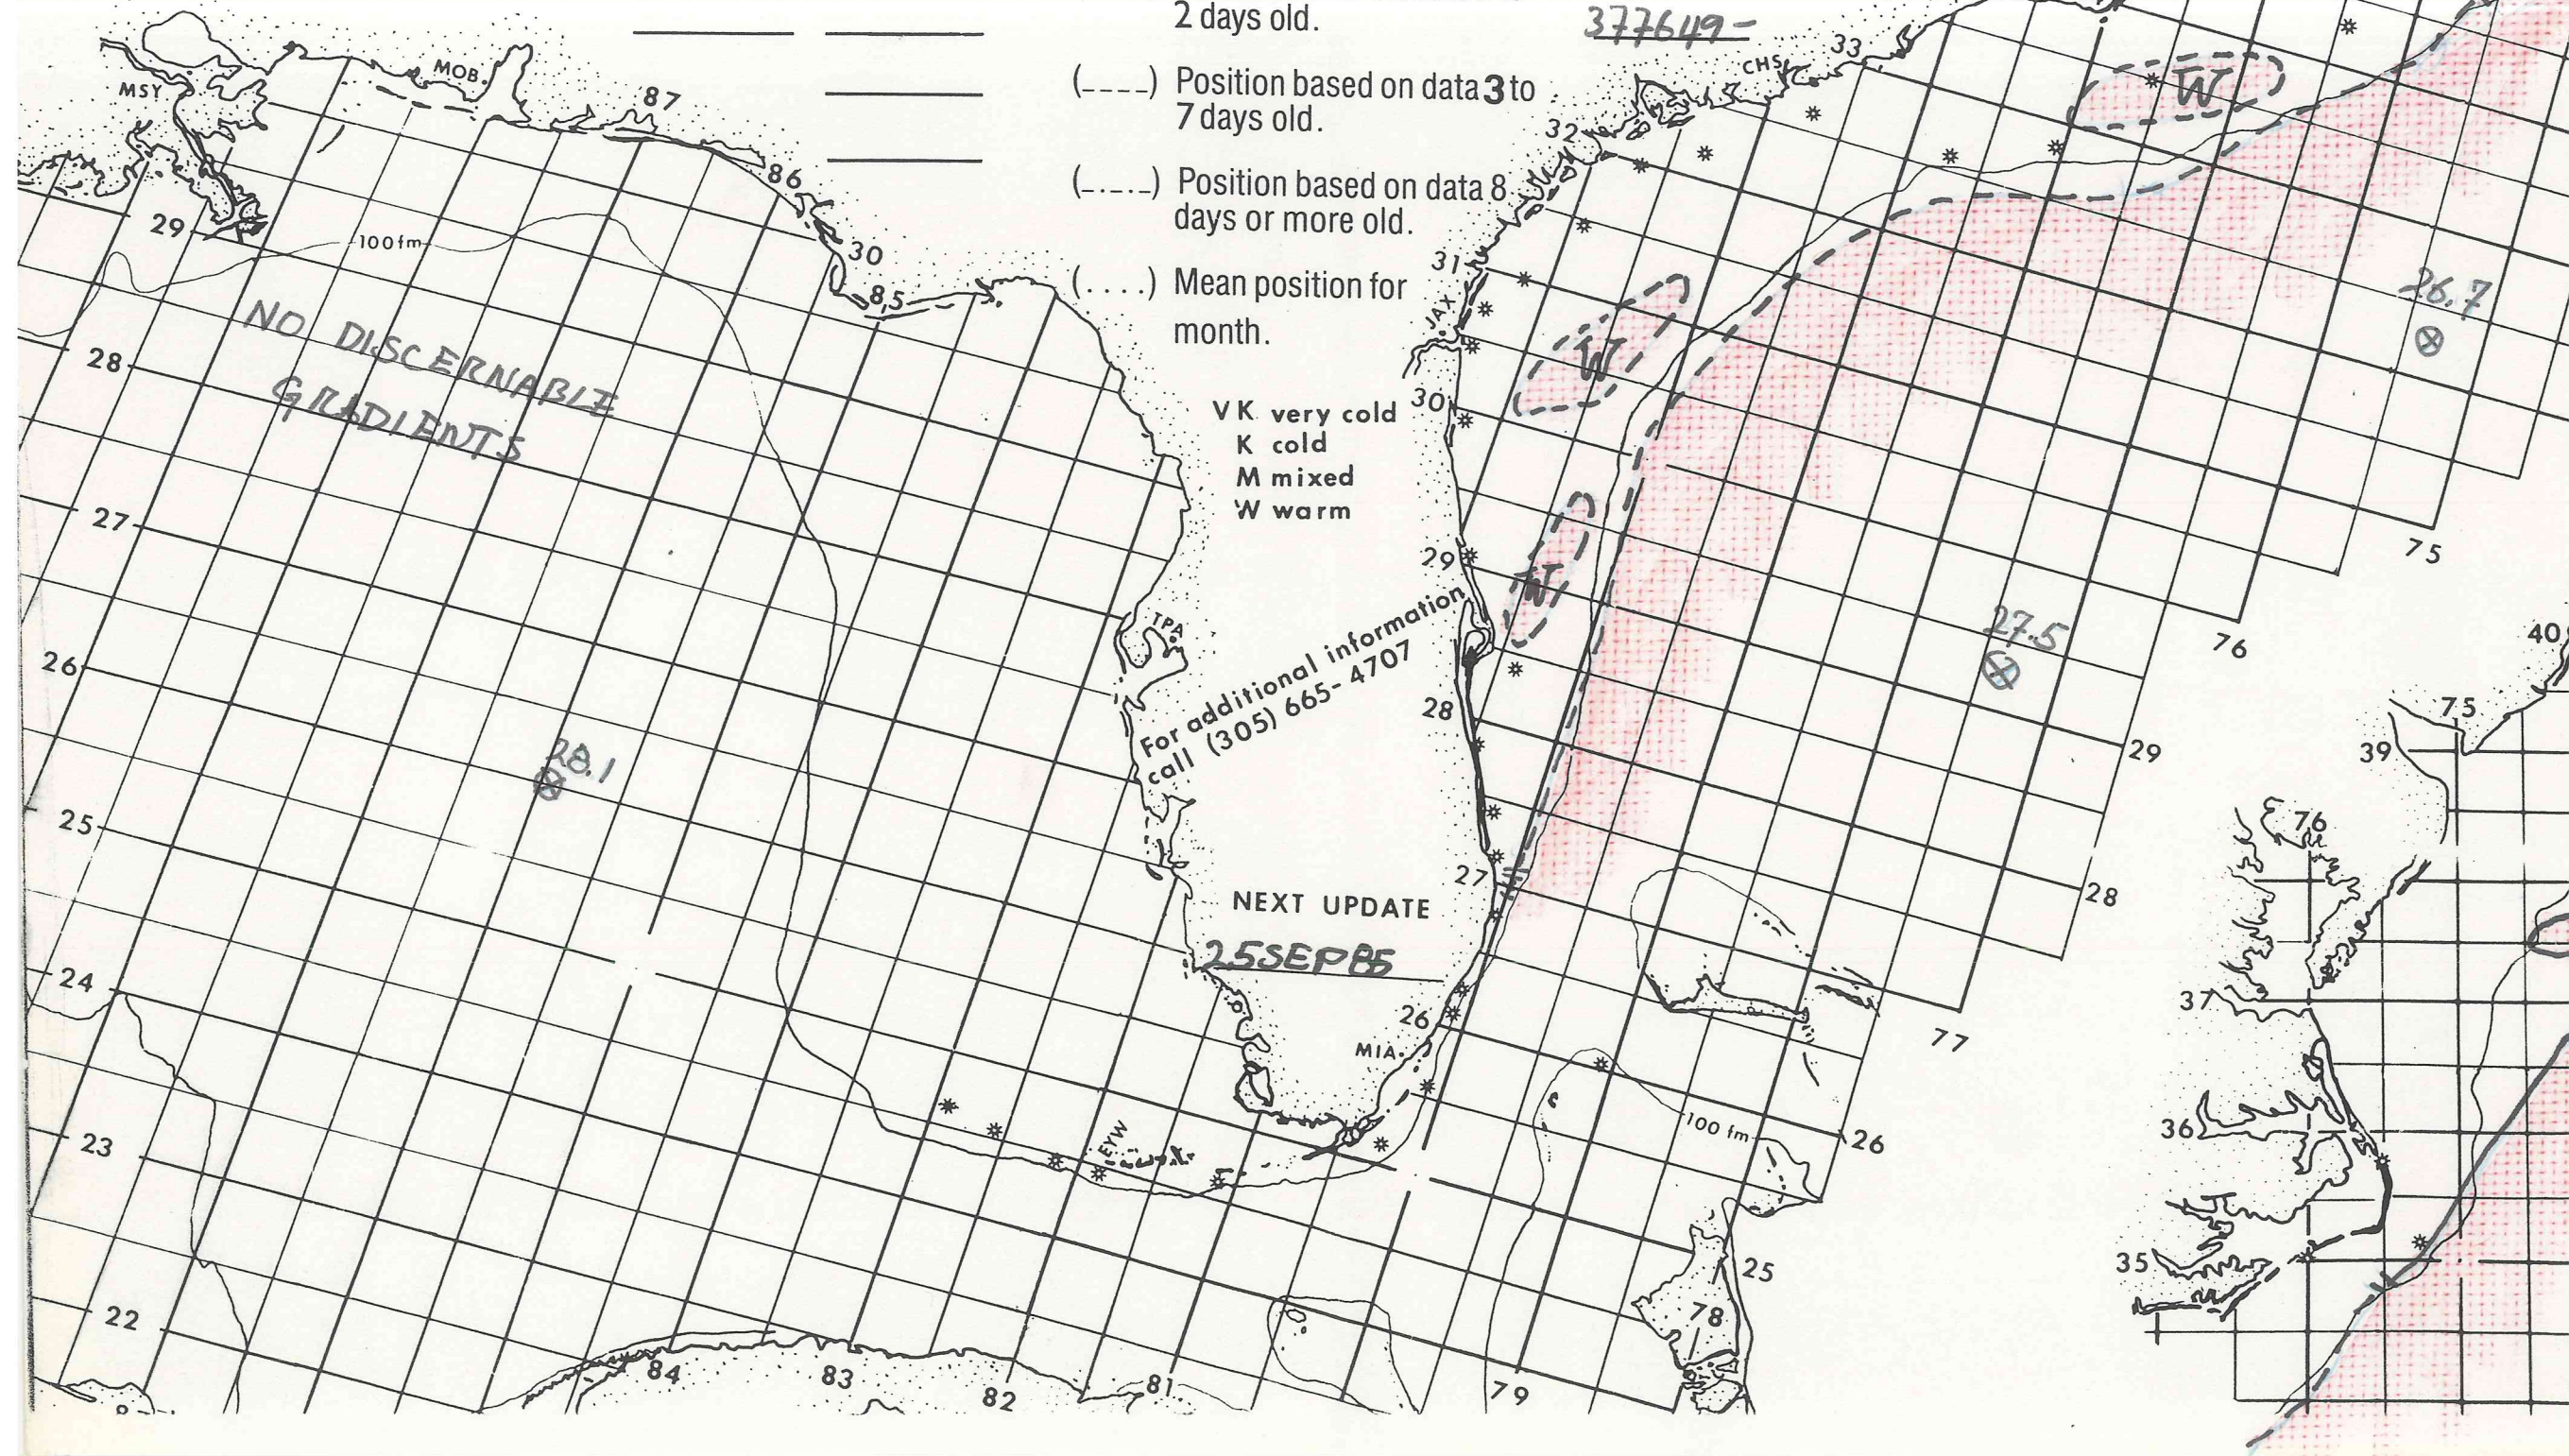 2 days old.
377649-
(----) Position based on data 3 to
7 days old.
(-.-.-) Position based on data 8
days or more old.
(....) Mean position for
month.
VK very cold
K cold
M mixed
W warm
For additional information
call (305) 665-4707
NEXT UPDATE
25SEP85
NO DISCERNABLE
GRADIENTS
100 fm
28.1
MSY
MOB
87
86
30
85
29
28
27
26
25
24
23
22
TPA
EYW
MIA
JAX
CHS
33
32
31
30
29
28
27
26
W
W
W
26.7
27.5
75
76
29
28
77
100 fm
26
25
78
79
81
82
83
84
40
75
39
76
37
36
35